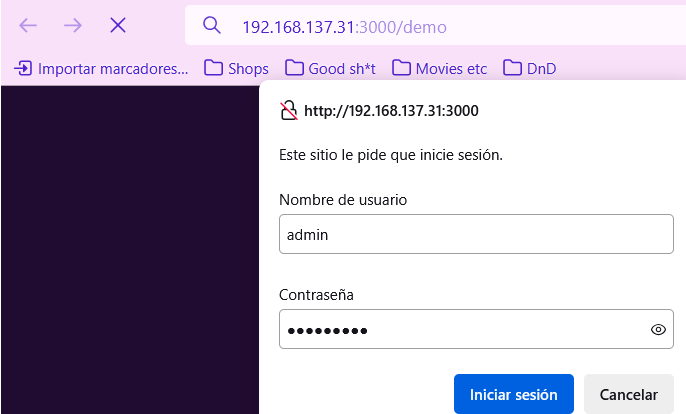 192.168.137.31:3000/demo
Importar marcadores... Shops Good sh*t Movies etc DnD
http://192.168.137.31:3000
Este sitio le pide que inicie sesión.
Nombre de usuario
admin
Contraseña
●●●●●●●●●
Iniciar sesión Cancelar